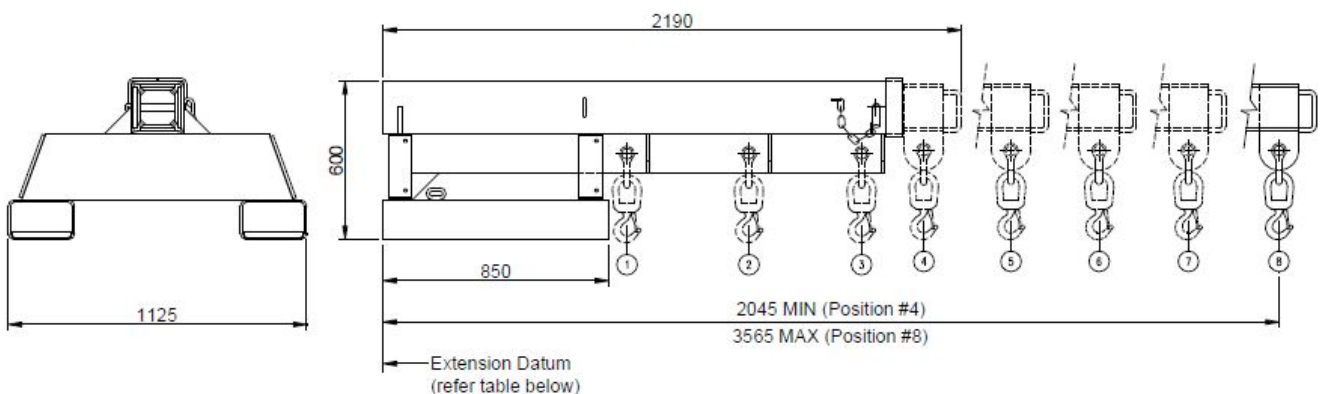 2190
600
1 2 3 4 5 6 7 8
850
1125
2045 MIN (Position #4)
3565 MAX (Position #8)
Extension Datum
(refer table below)